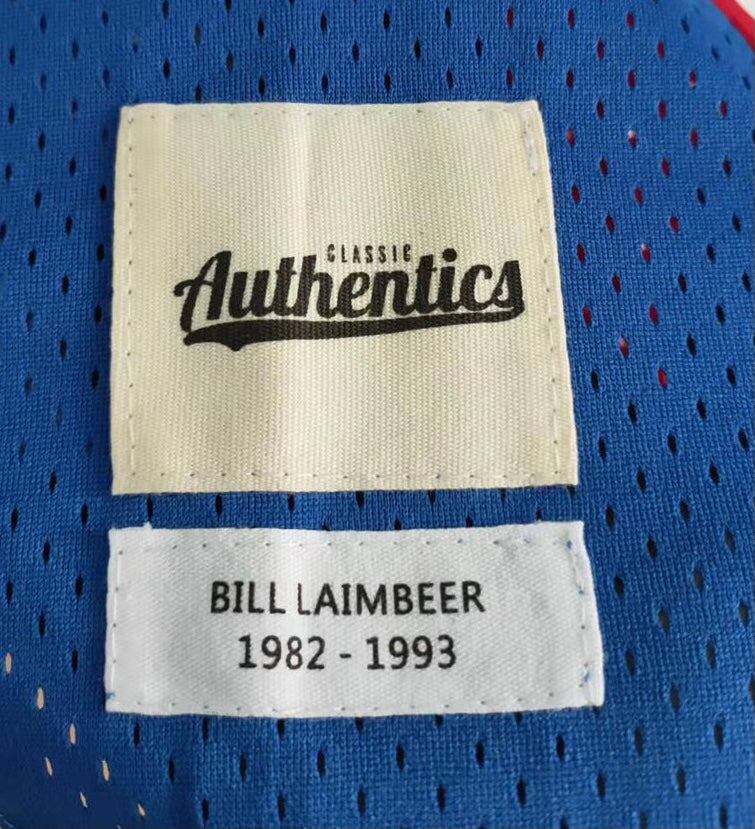 CLASSIC
Authentics
BILL LAIMBEER
1982 - 1993